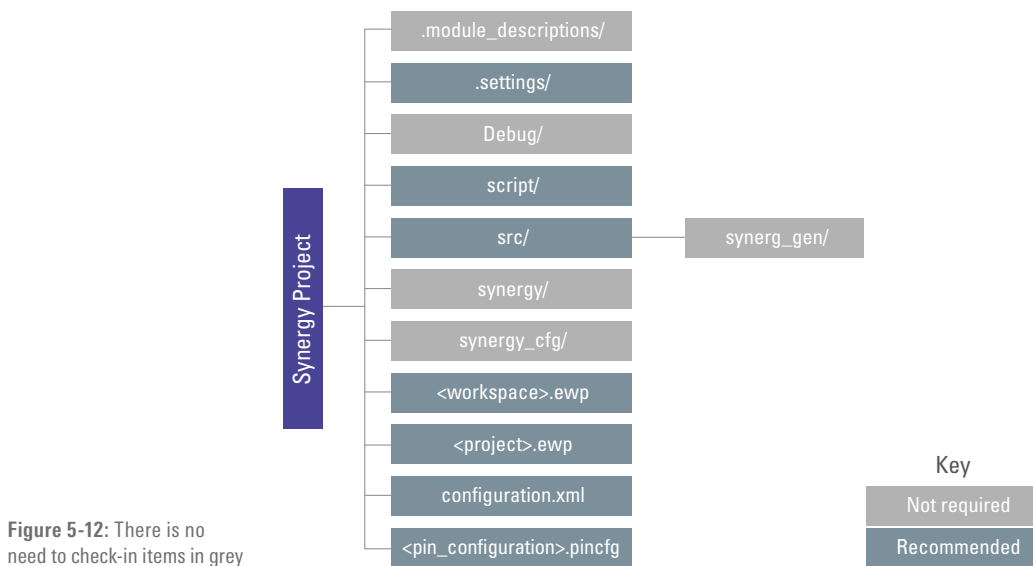 .module_descriptions/
.settings/
Debug/
script/
src/
synerg_gen/
Synergy Project
synergy/
synergy_cfg/
<workspace>.ewp
<project>.ewp
configuration.xml
<pin_configuration>.pincfg
Key
Not required
Recommended
Figure 5-12: There is no
need to check-in items in grey